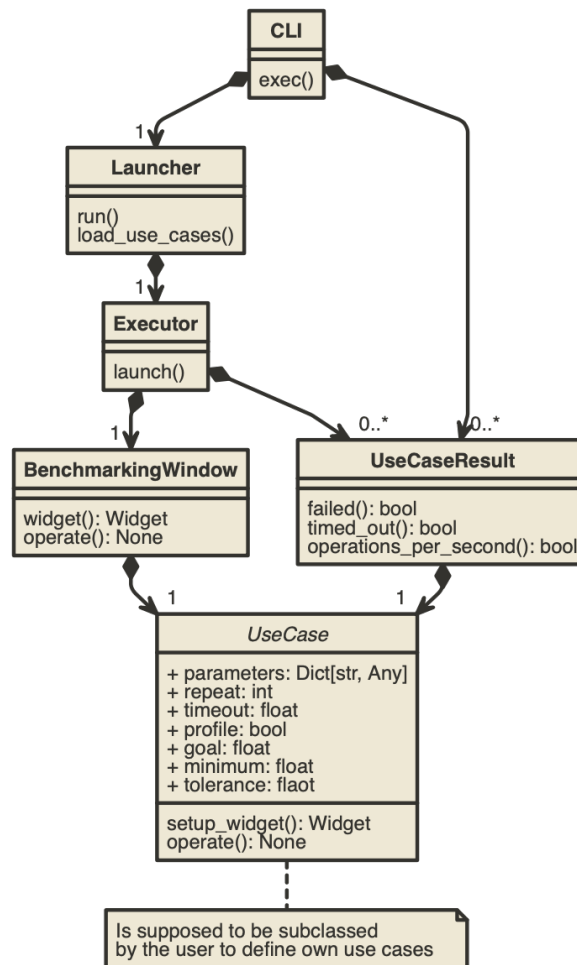 CLI
exec()
1
Launcher
run()
load_use_cases()
1
Executor
launch()
1
0..*
0..*
BenchmarkingWindow
widget(): Widget
operate(): None
UseCaseResult
failed(): bool
timed_out(): bool
operations_per_second(): bool
1
1
UseCase
+ parameters: Dict[str, Any]
+ repeat: int
+ timeout: float
+ profile: bool
+ goal: float
+ minimum: float
+ tolerance: flaot
setup_widget(): Widget
operate(): None
Is supposed to be subclassed
by the user to define own use cases